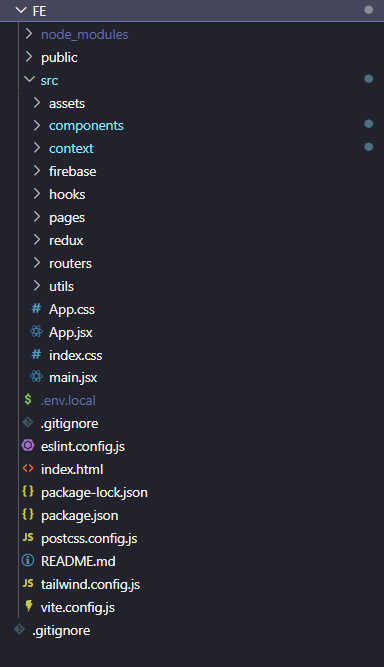 FE
node_modules
public
src
assets
components
context
firebase
hooks
pages
redux
routers
utils
# App.css
App.jsx
# index.css
main.jsx
$ .env.local
.gitignore
eslint.config.js
<> index.html
{} package-lock.json
{} package.json
JS postcss.config.js
README.md
JS tailwind.config.js
vite.config.js
.gitignore